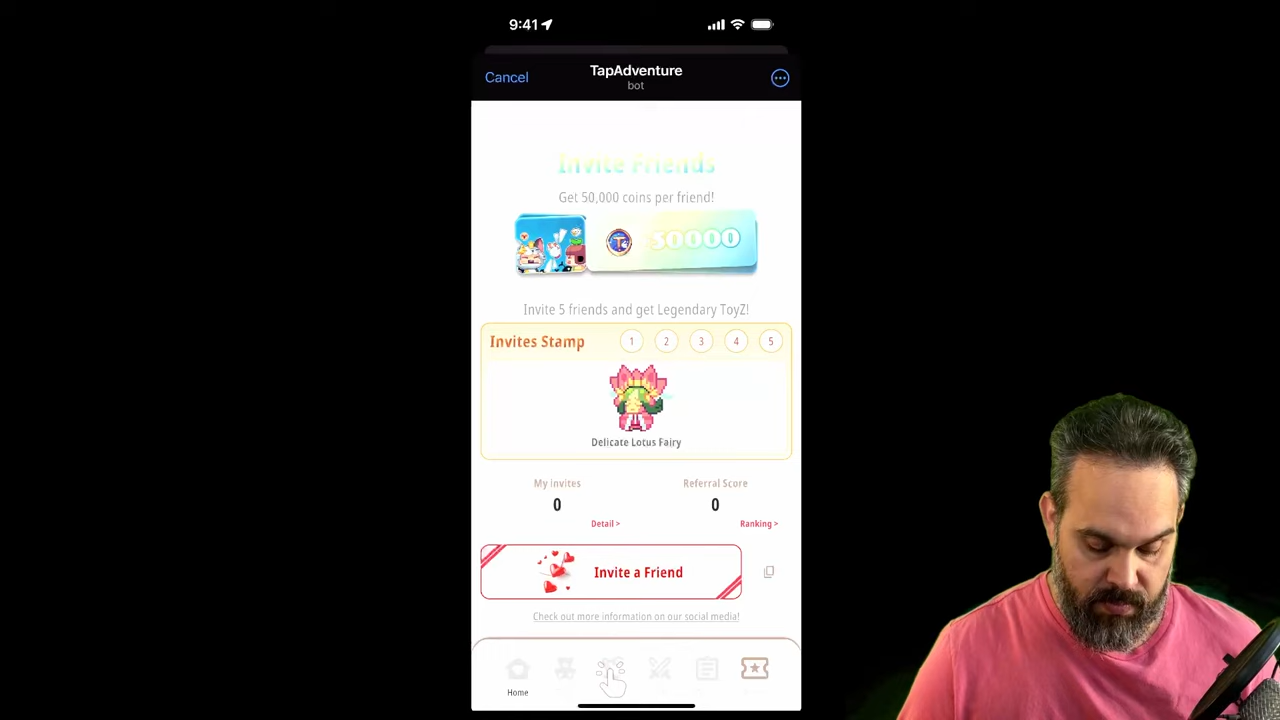 9:41
Cancel
TapAdventure
bot
Invite Friends
Get 50,000 coins per friend!
50000
Invite 5 friends and get Legendary ToyZ!
Invites Stamp 1 2 3 4 5
Delicate Lotus Fairy
My invites
0
Detail >
Referral Score
0
Ranking >
Invite a Friend
Check out more information on our social media!
Home